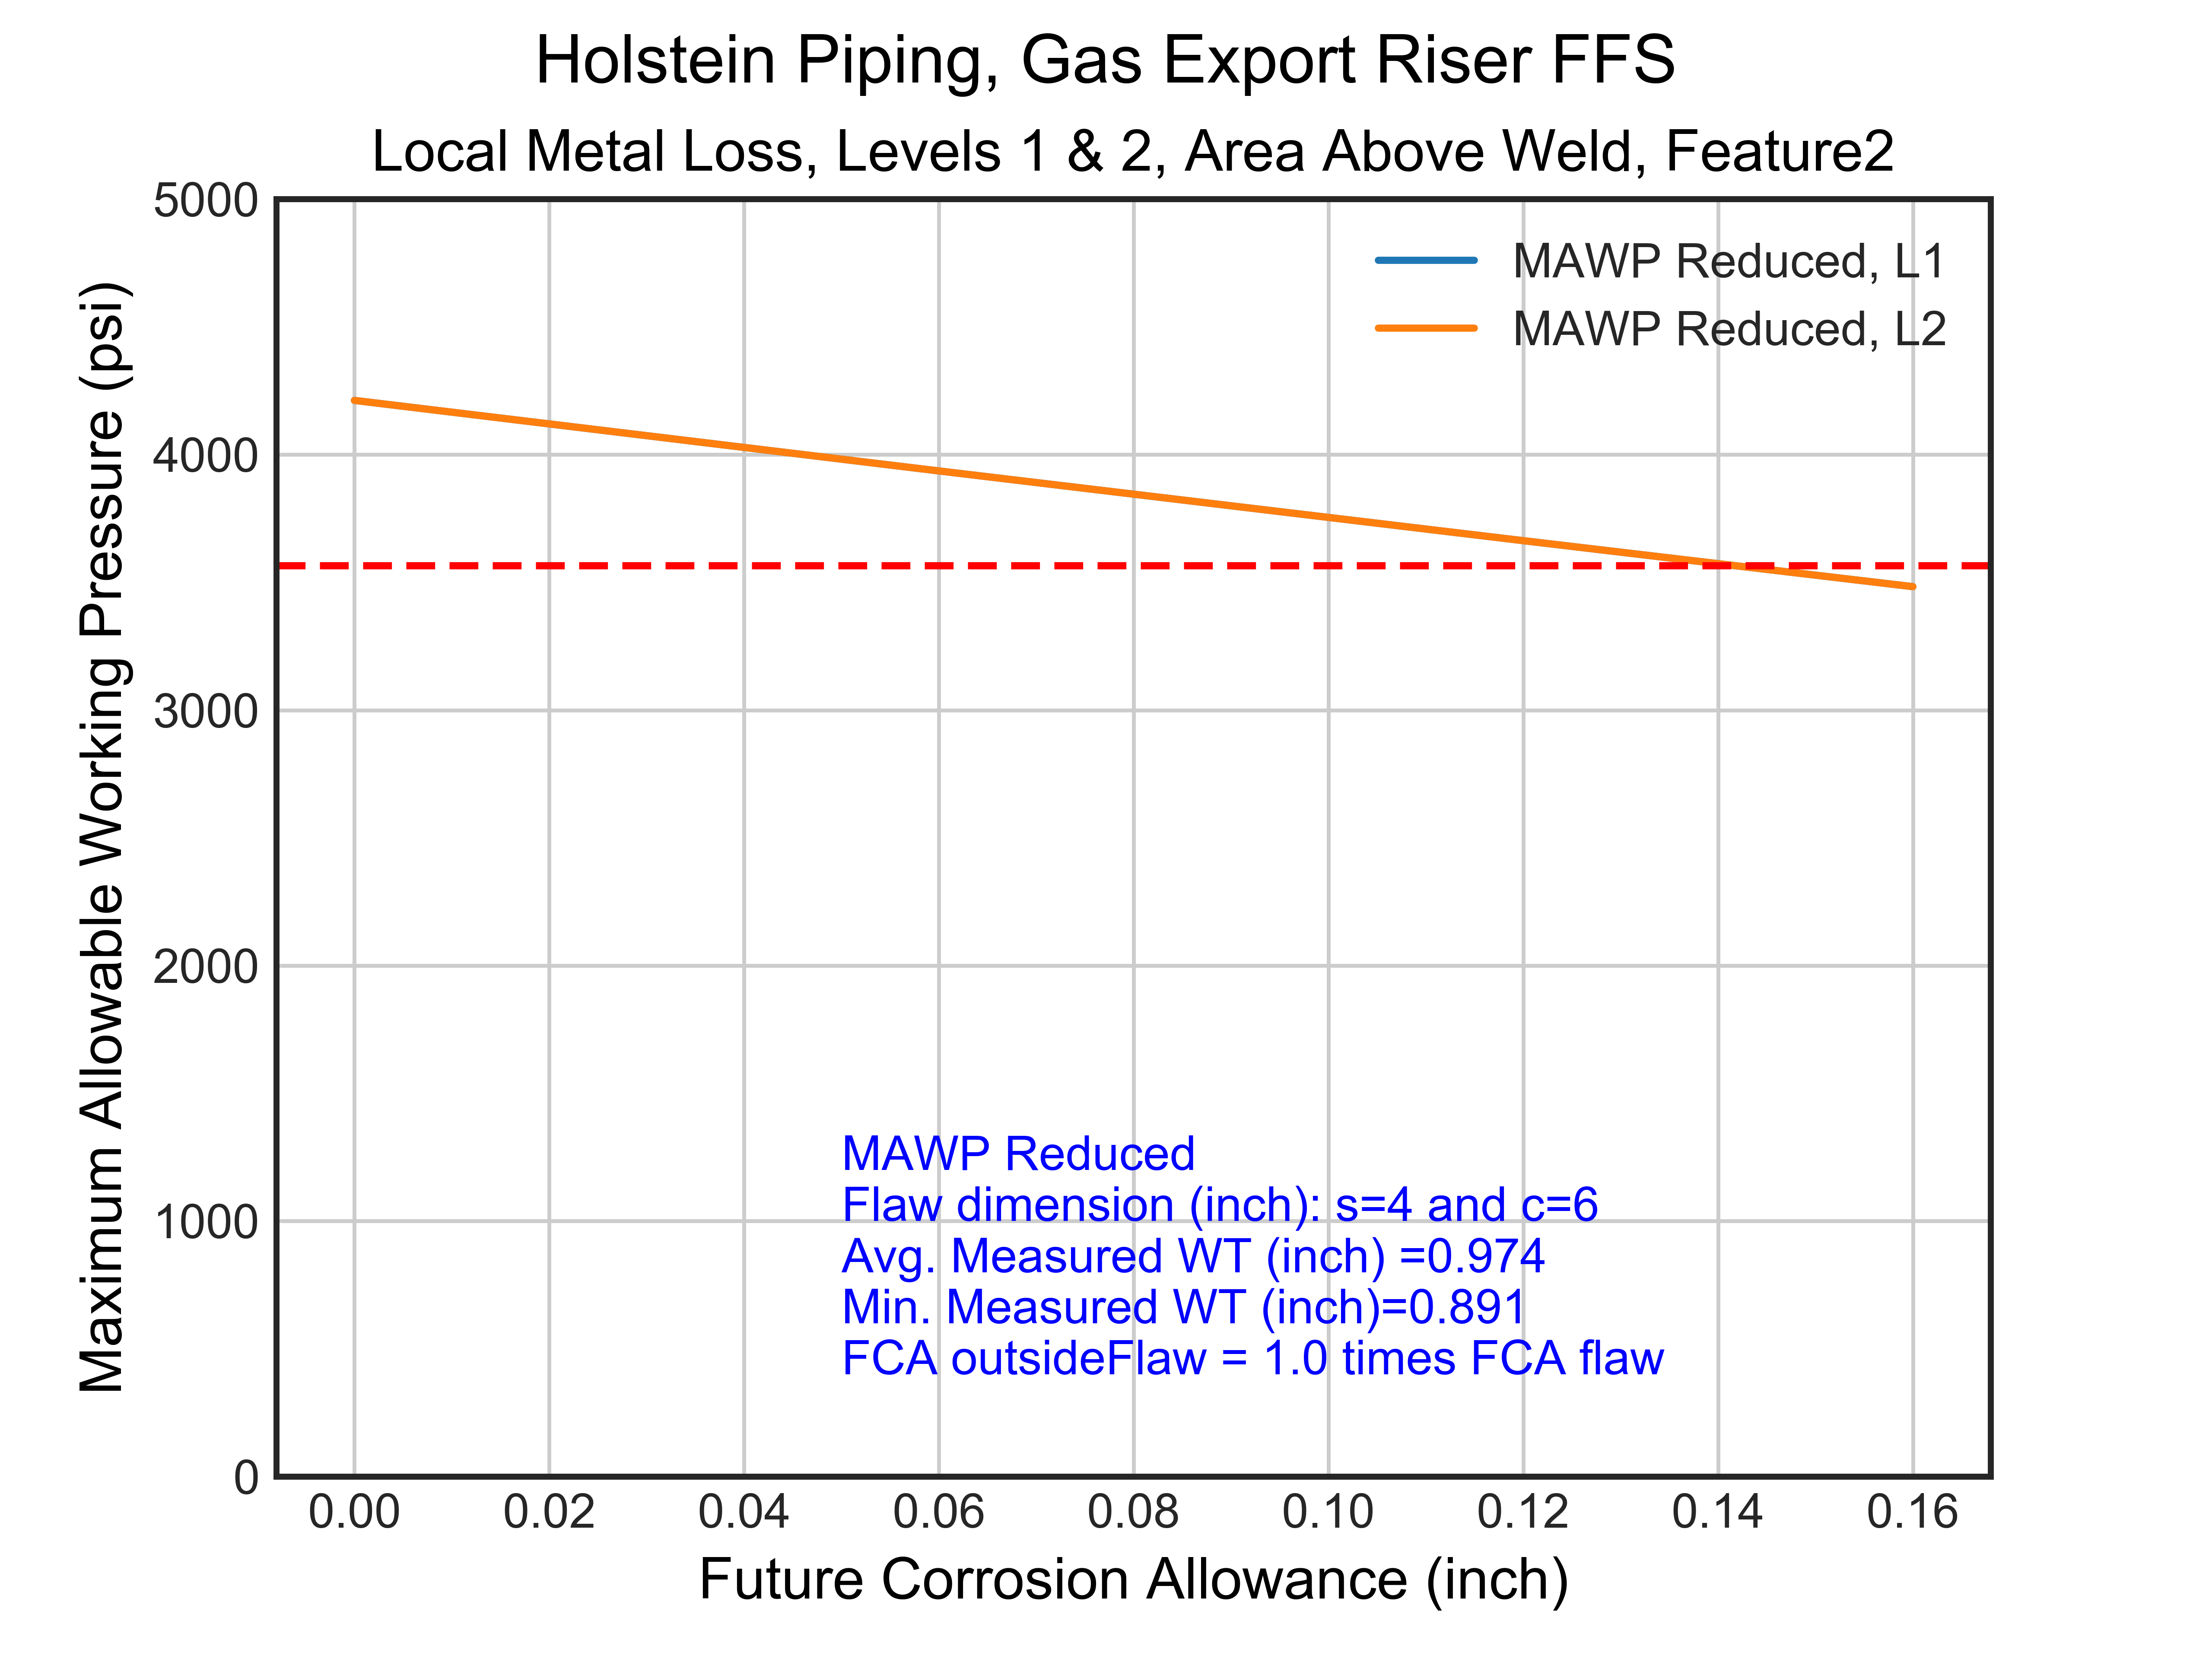 Holstein Piping, Gas Export Riser FFS
Local Metal Loss, Levels 1 & 2, Area Above Weld, Feature2
Maximum Allowable Working Pressure (psi)
5000
4000
3000
2000
1000
0
MAWP Reduced, L1
MAWP Reduced, L2
MAWP Reduced
Flaw dimension (inch): s=4 and c=6
Avg. Measured WT (inch) =0.974
Min. Measured WT (inch)=0.891
FCA outsideFlaw = 1.0 times FCA flaw
0.00 0.02 0.04 0.06 0.08 0.10 0.12 0.14 0.16
Future Corrosion Allowance (inch)